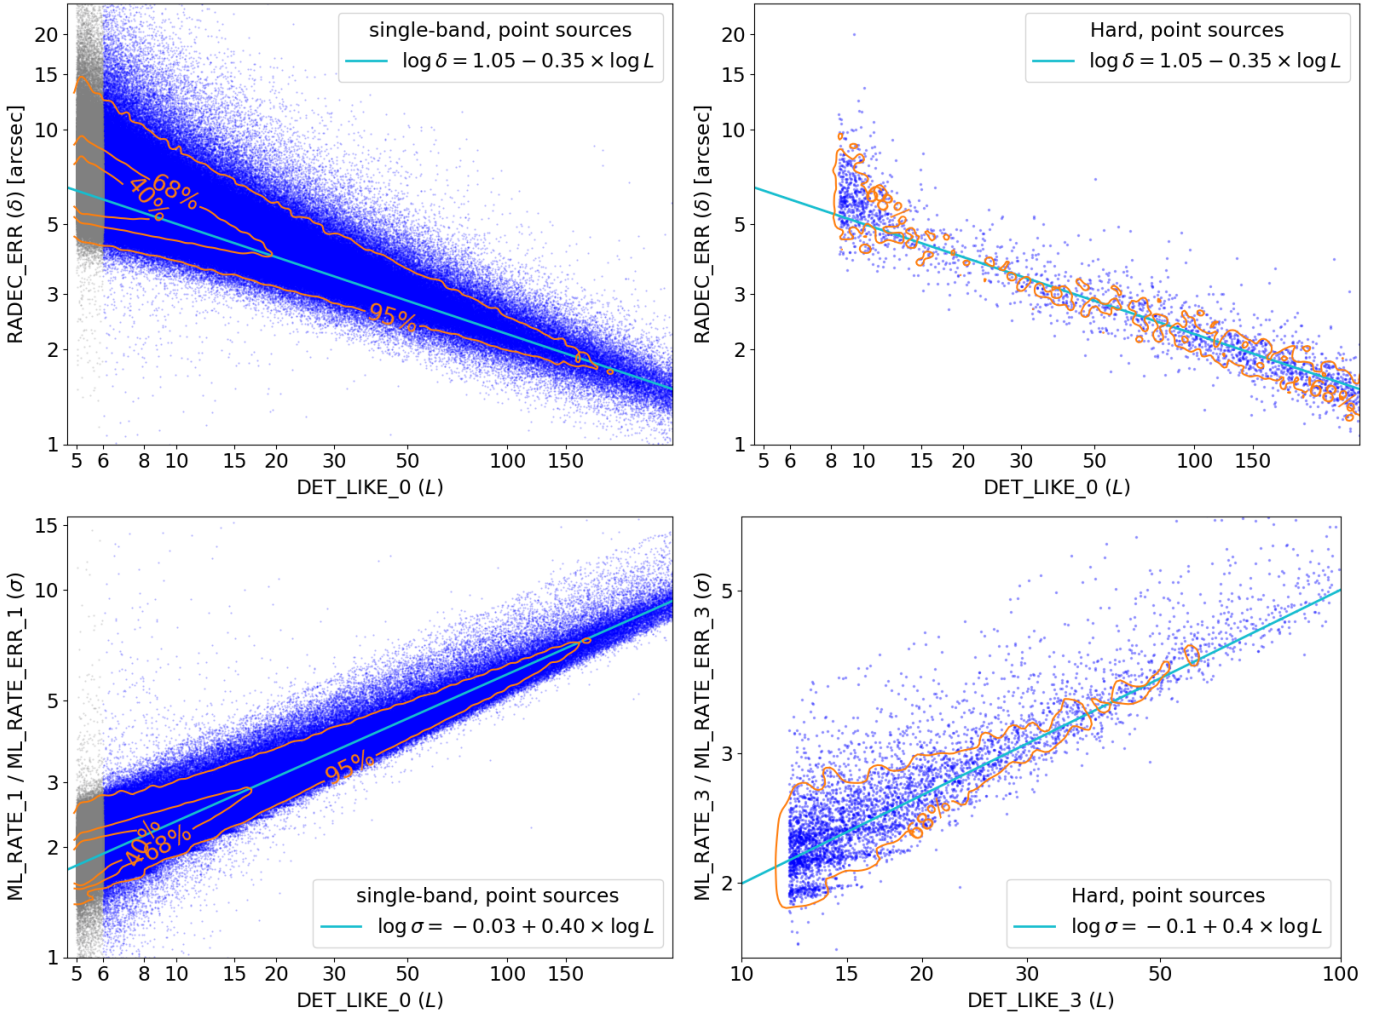 single-band, point sources
log δ = 1.05 − 0.35 × log L
RADEC_ERR (δ) [arcsec]
20
15
10
5
3
2
1
68%
40%
95%
5 6 8 10 15 20 30 50 100 150
DET_LIKE_0 (L)
Hard, point sources
log δ = 1.05 − 0.35 × log L
RADEC_ERR (δ) [arcsec]
20
15
10
5
3
2
1
5 6 8 10 15 20 30 50 100 150
DET_LIKE_0 (L)
ML_RATE_1 / ML_RATE_ERR_1 (σ)
15
10
5
3
2
1
95%
40%
68%
single-band, point sources
log σ = − 0.03 + 0.40 × log L
5 6 8 10 15 20 30 50 100 150
DET_LIKE_0 (L)
ML_RATE_3 / ML_RATE_ERR_3 (σ)
5
3
2
68%
Hard, point sources
log σ = −0.1 + 0.4 × log L
10 15 20 30 50 100
DET_LIKE_3 (L)